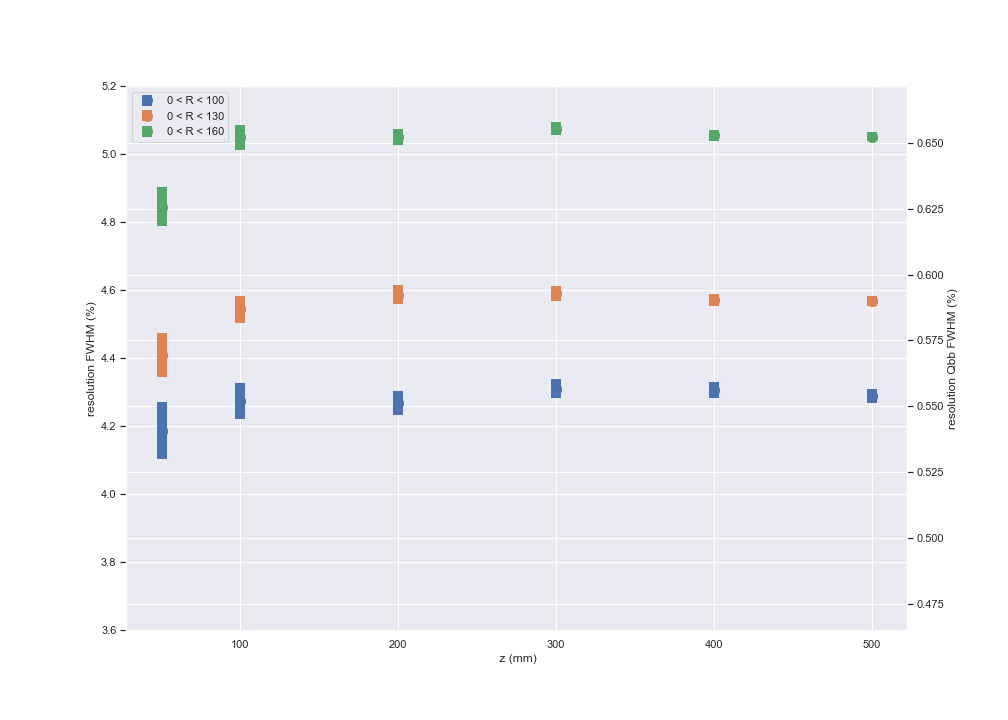 0 < R < 100
0 < R < 130
0 < R < 160
resolution FWHM (%)
5.2
5.0
4.8
4.6
4.4
4.2
4.0
3.8
3.6
0.650
0.625
0.600
0.575
0.550
0.525
0.500
0.475
resolution Qbb FWHM (%)
100 200 300 400 500
z (mm)